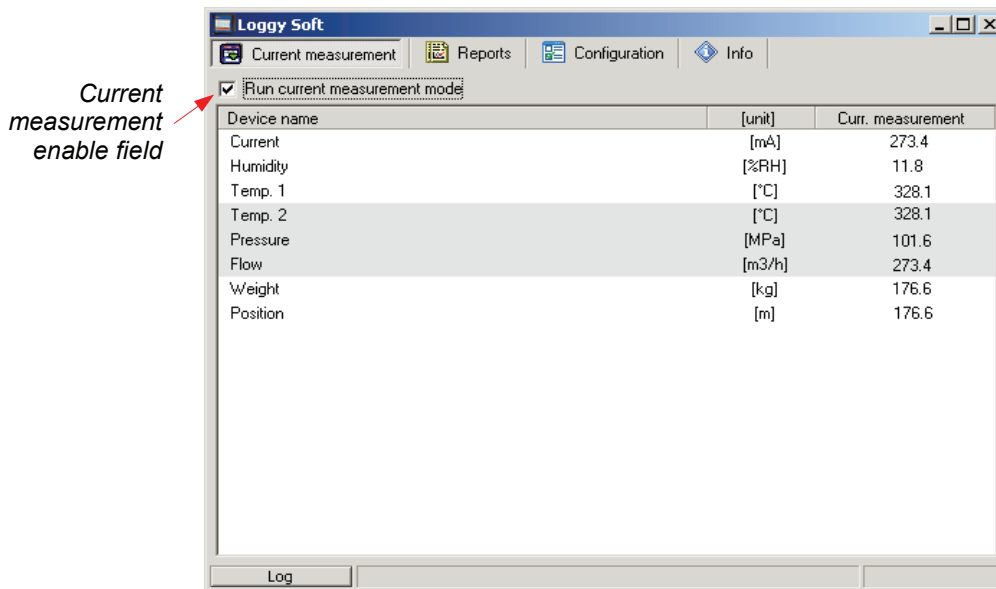 Loggy Soft
Current measurement Reports Configuration Info
Current
measurement
enable field
Run current measurement mode
Device name [unit] Curr. measurement
Current [mA] 273.4
Humidity [%RH] 11.8
Temp. 1 [°C] 328.1
Temp. 2 [°C] 328.1
Pressure [MPa] 101.6
Flow [m3/h] 273.4
Weight [kg] 176.6
Position [m] 176.6
Log